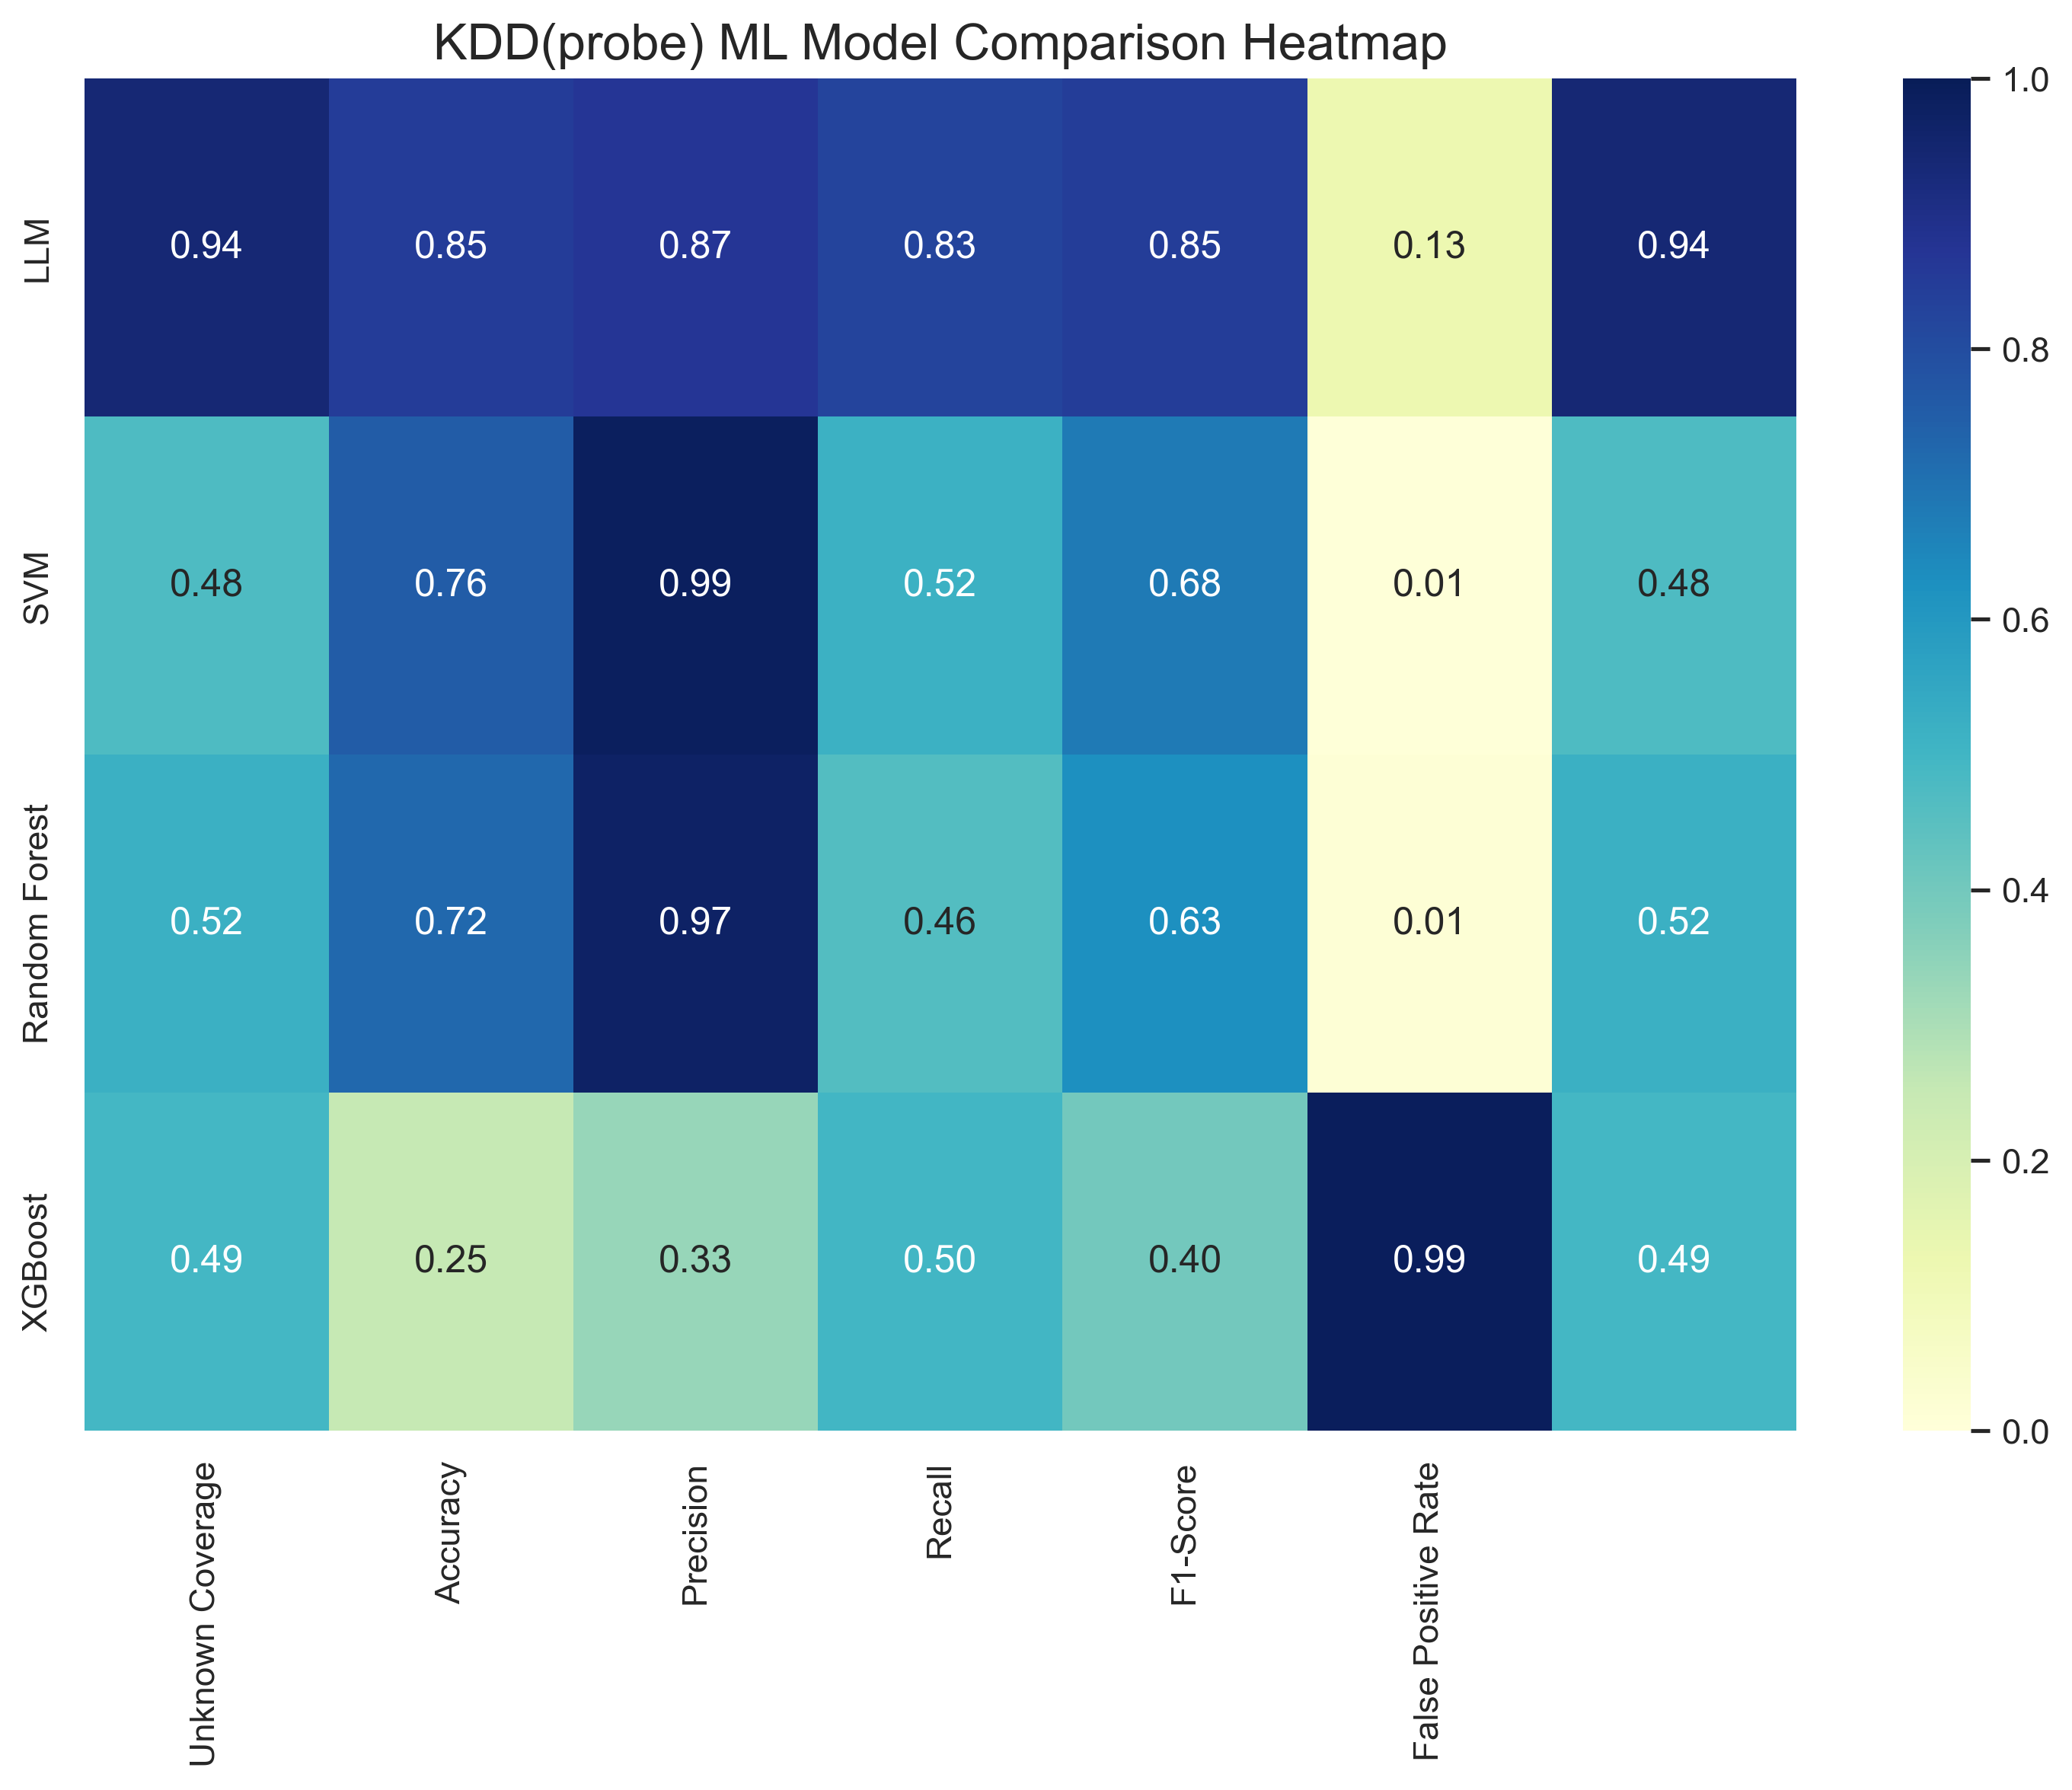 KDD(probe) ML Model Comparison Heatmap
LLM 0.94 0.85 0.87 0.83 0.85 0.13 0.94
SVM 0.48 0.76 0.99 0.52 0.68 0.01 0.48
Random Forest 0.52 0.72 0.97 0.46 0.63 0.01 0.52
XGBoost 0.49 0.25 0.33 0.50 0.40 0.99 0.49
Unknown Coverage
Accuracy
Precision
Recall
F1-Score
False Positive Rate
1.0
0.8
0.6
0.4
0.2
0.0